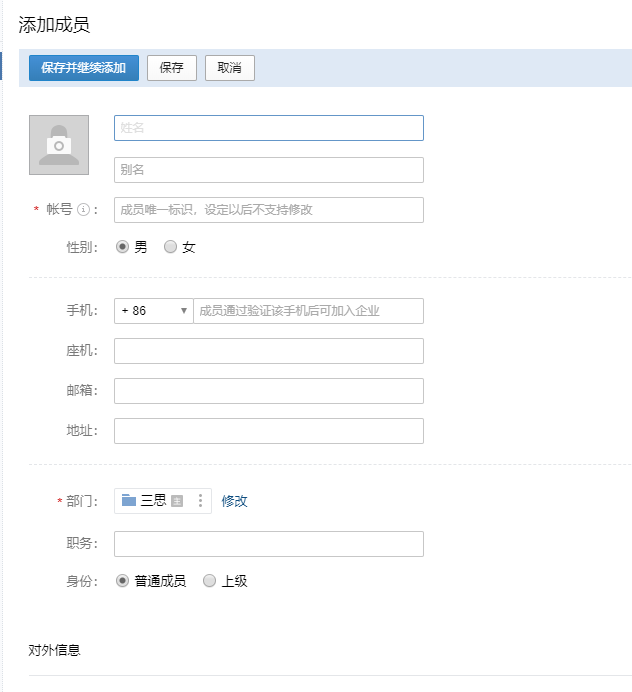 添加成员
保存并继续添加 保存 取消
姓名
别名
* 帐号 ： 成员唯一标识，设定以后不支持修改
性别： 男 女
手机： + 86 成员通过验证该手机后可加入企业
座机：
邮箱：
地址：
* 部门： 三思 主 修改
职务：
身份： 普通成员 上级
对外信息